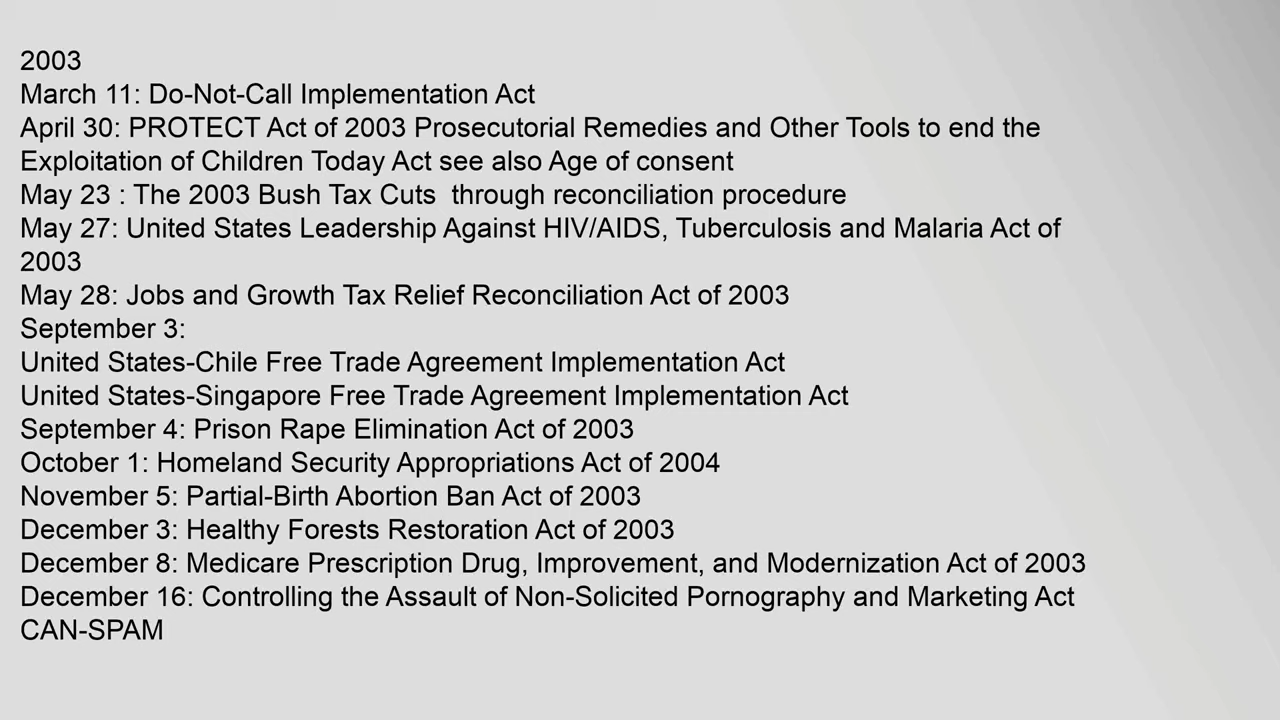 2003
March 11: Do-Not-Call Implementation Act
April 30: PROTECT Act of 2003 Prosecutorial Remedies and Other Tools to end the
Exploitation of Children Today Act see also Age of consent
May 23 : The 2003 Bush Tax Cuts  through reconciliation procedure
May 27: United States Leadership Against HIV/AIDS, Tuberculosis and Malaria Act of
2003
May 28: Jobs and Growth Tax Relief Reconciliation Act of 2003
September 3:
United States-Chile Free Trade Agreement Implementation Act
United States-Singapore Free Trade Agreement Implementation Act
September 4: Prison Rape Elimination Act of 2003
October 1: Homeland Security Appropriations Act of 2004
November 5: Partial-Birth Abortion Ban Act of 2003
December 3: Healthy Forests Restoration Act of 2003
December 8: Medicare Prescription Drug, Improvement, and Modernization Act of 2003
December 16: Controlling the Assault of Non-Solicited Pornography and Marketing Act
CAN-SPAM